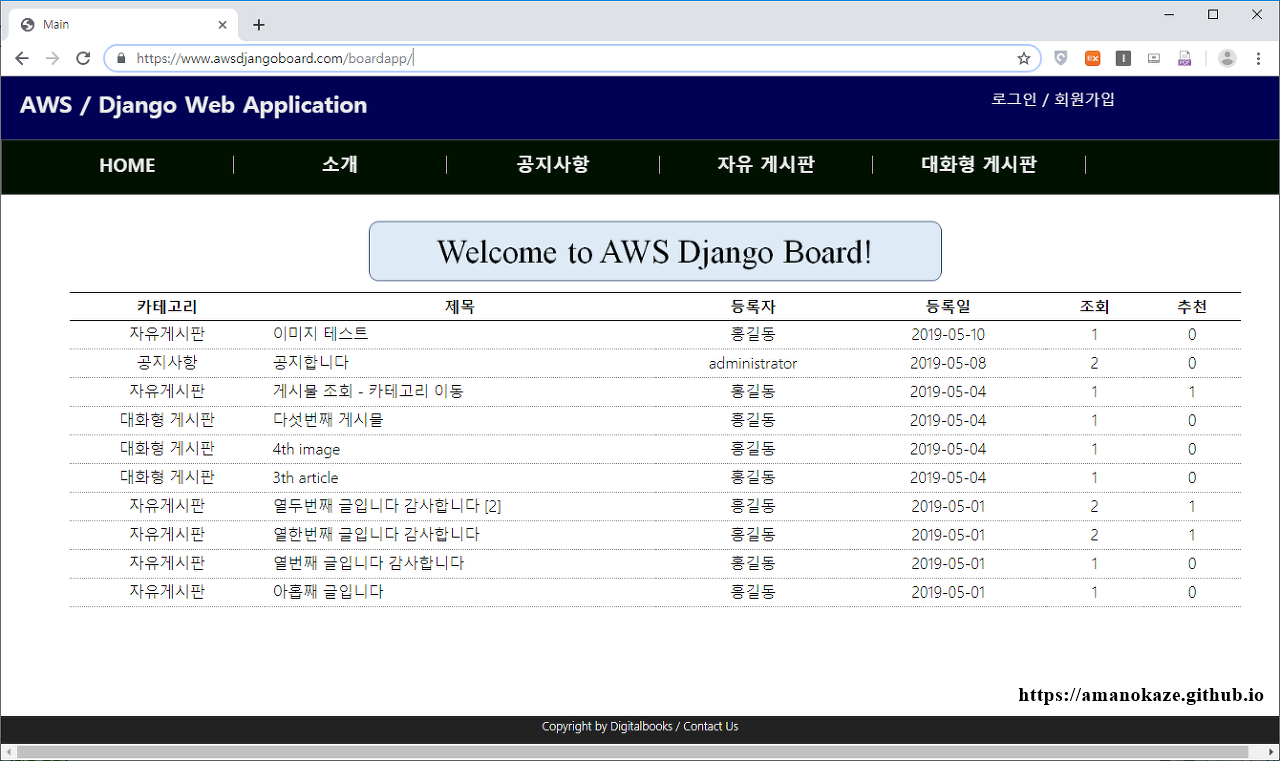 Main
https://www.awsdjangoboard.com/boardapp/
AWS / Django Web Application
로그인 / 회원가입
HOME 소개 공지사항 자유 게시판 대화형 게시판
Welcome to AWS Django Board!
카테고리 제목 등록자 등록일 조회 추천
자유게시판 이미지 테스트 홍길동 2019-05-10 1 0
공지사항 공지합니다 administrator 2019-05-08 2 0
자유게시판 게시물 조회 - 카테고리 이동 홍길동 2019-05-04 1 1
대화형 게시판 다섯번째 게시물 홍길동 2019-05-04 1 0
대화형 게시판 4th image 홍길동 2019-05-04 1 0
대화형 게시판 3th article 홍길동 2019-05-04 1 0
자유게시판 열두번째 글입니다 감사합니다 [2] 홍길동 2019-05-01 2 1
자유게시판 열한번째 글입니다 감사합니다 홍길동 2019-05-01 2 1
자유게시판 열번째 글입니다 감사합니다 홍길동 2019-05-01 1 0
자유게시판 아홉째 글입니다 홍길동 2019-05-01 1 0
https://amanokaze.github.io
Copyright by Digitalbooks / Contact Us